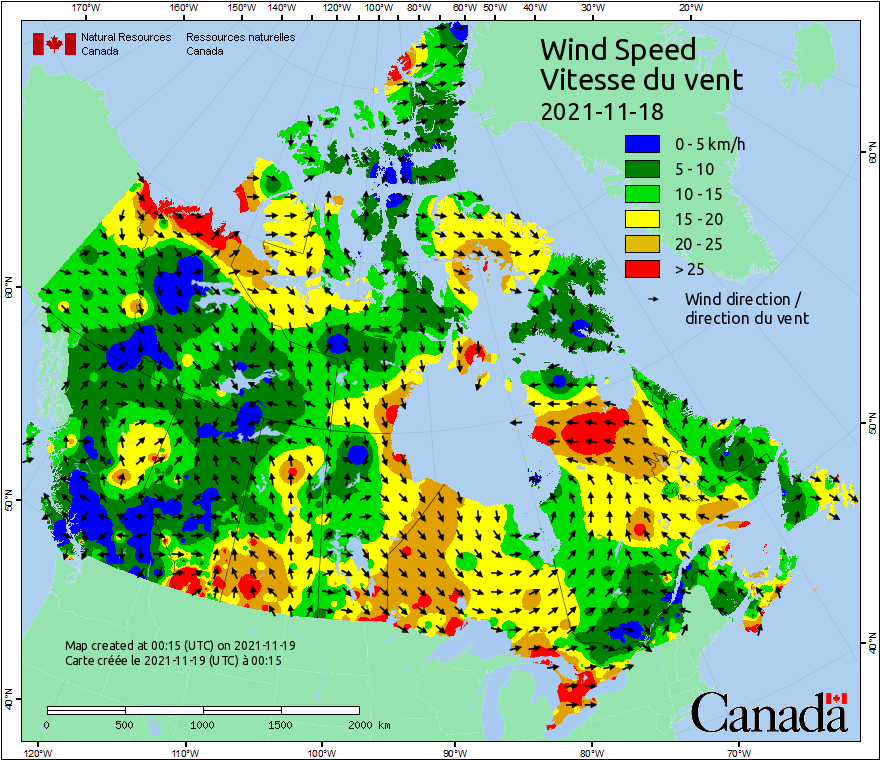 170°W 160°W 150°W 140°W 130°W 120°W 110°W 100°W 80°W 60°W 50°W 40°W 30°W 20°W
Natural Resources Ressources naturelles
Canada Canada
Wind Speed
Vitesse du vent
2021-11-18
0 - 5 km/h
5 - 10
10 - 15
15 - 20
20 - 25
> 25
Wind direction /
direction du vent
60°N
60°N
50°N
50°N
40°N
40°N
Map created at 00:15 (UTC) on 2021-11-19
Carte créée le 2021-11-19 (UTC) à 00:15
0 500 1000 1500 2000 km
Canada
120°W 110°W 100°W 90°W 80°W 70°W